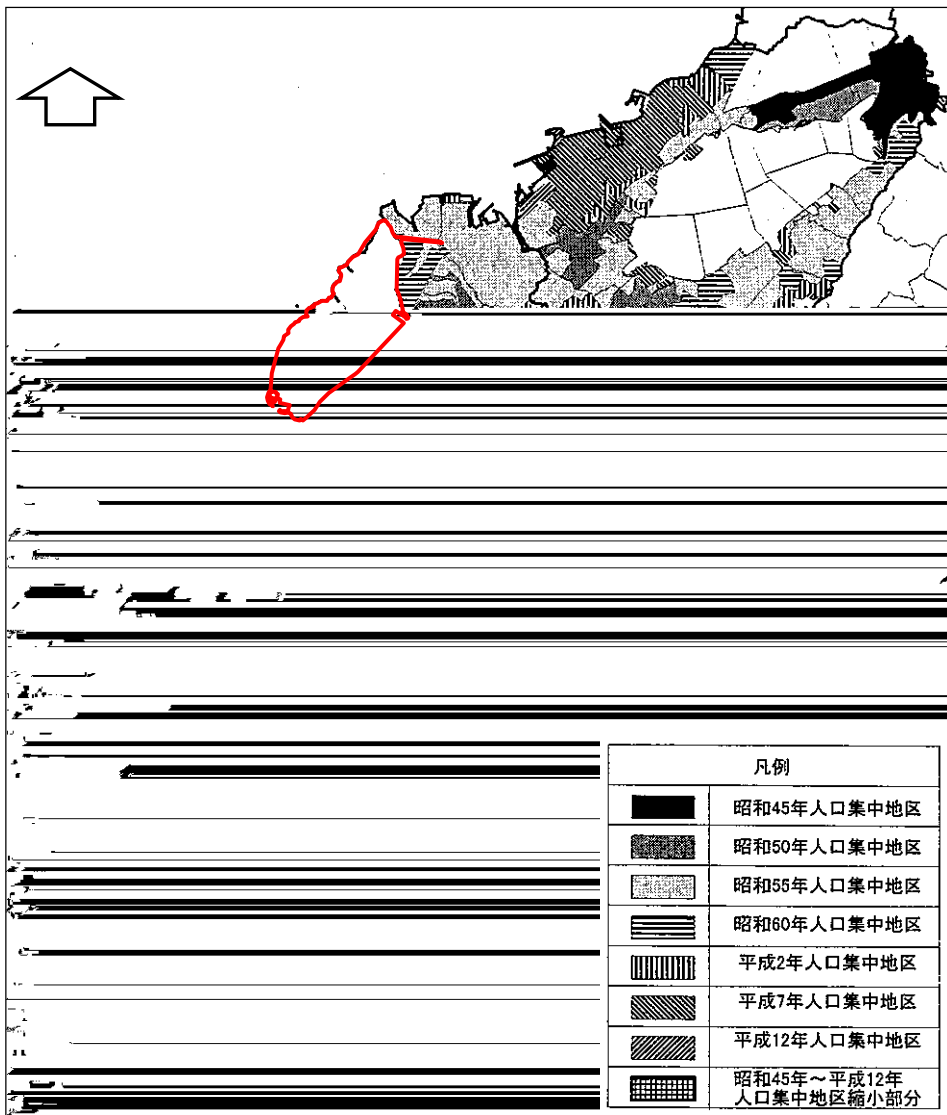 凡例
昭和45年人口集中地区
昭和50年人口集中地区
昭和55年人口集中地区
昭和60年人口集中地区
平成2年人口集中地区
平成7年人口集中地区
平成12年人口集中地区
昭和45年～平成12年
人口集中地区縮小部分